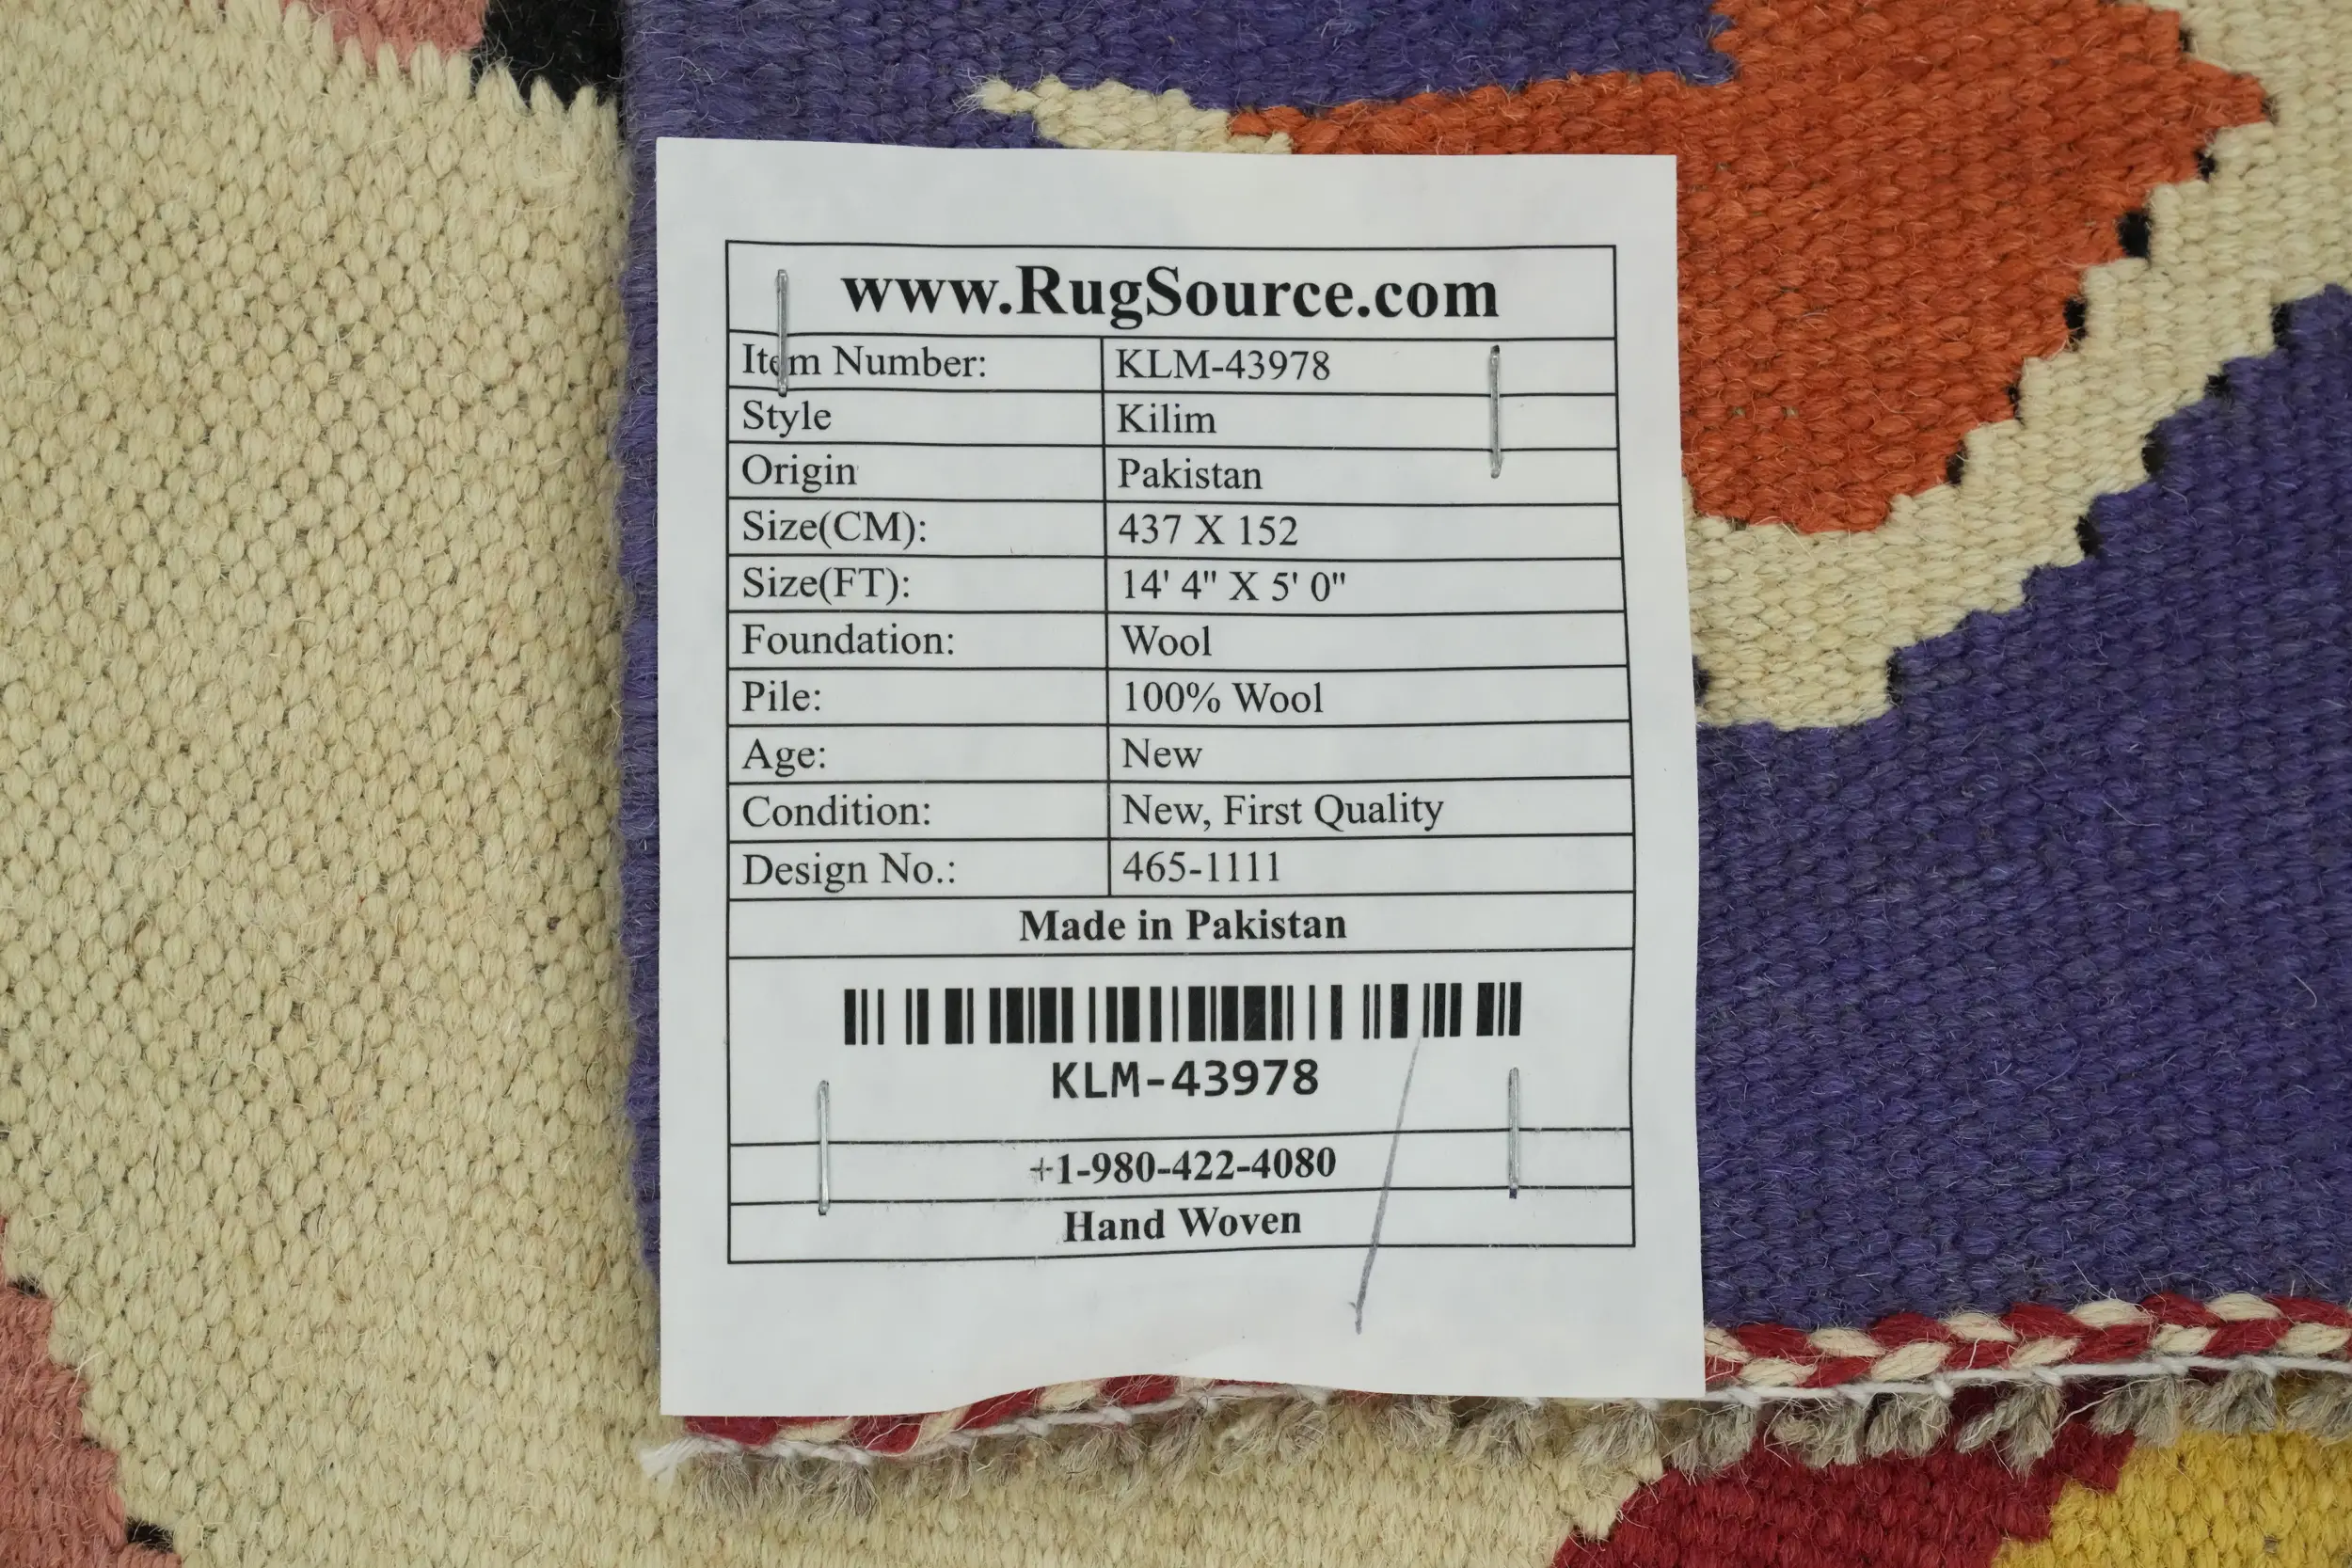 www.RugSource.com
Item Number: KLM-43978
Style Kilim
Origin Pakistan
Size(CM): 437 X 152
Size(FT): 14' 4" X 5' 0"
Foundation: Wool
Pile: 100% Wool
Age: New
Condition: New, First Quality
Design No.: 465-1111
Made in Pakistan
KLM-43978
+1-980-422-4080
Hand Woven